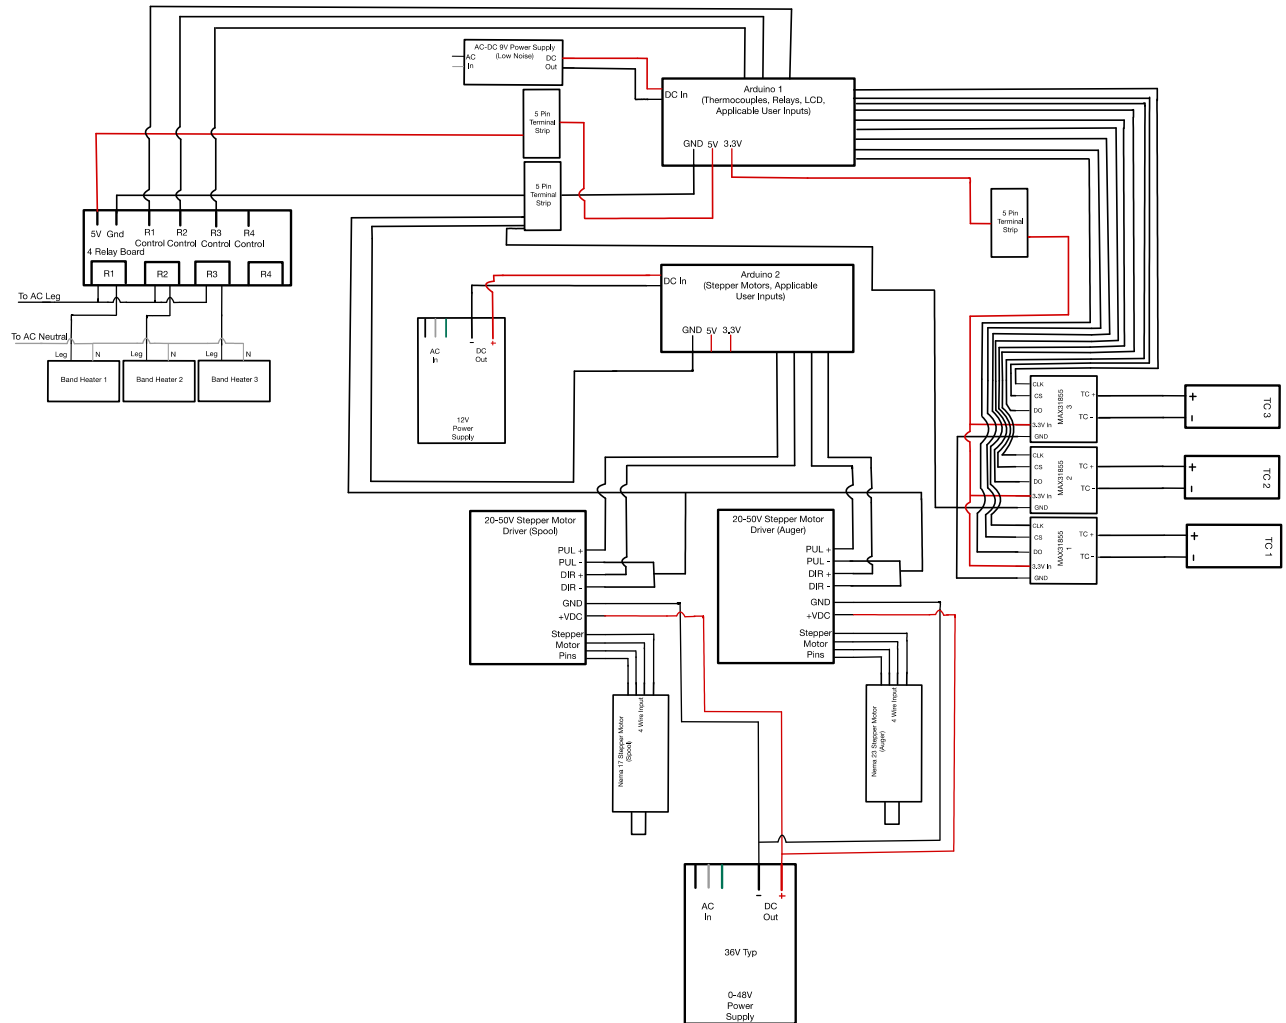 AC-DC 9V Power Supply
(Low Noise)
AC
In
DC
Out
Arduino 1
(Thermocouples, Relays, LCD,
Applicable User Inputs)
DC In
GND 5V 3.3V
5 Pin
Terminal
Strip
5 Pin
Terminal
Strip
5 Pin
Terminal
Strip
5V Gnd
R1
Control
R2
Control
R3
Control
R4
Control
4 Relay Board
R1
R2
R3
R4
To AC Leg
To AC Neutral
Leg
N
Leg
N
Leg
N
Band Heater 1
Band Heater 2
Band Heater 3
Arduino 2
(Stepper Motors, Applicable
User Inputs)
DC In
GND 5V 3.3V
AC
In
-
DC
Out
+
12V
Power
Supply
CLK
CS
DO
3.3V In
GND
MAX31855
3
TC +
TC -
+
-
TC 3
CLK
CS
DO
3.3V In
GND
MAX31855
2
TC +
TC -
+
-
TC 2
CLK
CS
DO
3.3V In
GND
MAX31855
1
TC +
TC -
+
-
TC 1
20-50V Stepper Motor
Driver (Spool)
PUL +
PUL -
DIR +
DIR -
GND
+VDC
Stepper
Motor
Pins
20-50V Stepper Motor
Driver (Auger)
PUL +
PUL -
DIR +
DIR -
GND
+VDC
Stepper
Motor
Pins
Nema 17 Stepper Motor
(Spool)
4 Wire Input
Nema 23 Stepper Motor
(Auger)
4 Wire Input
AC
In
-
DC
Out
+
36V Typ
0-48V
Power
Supply